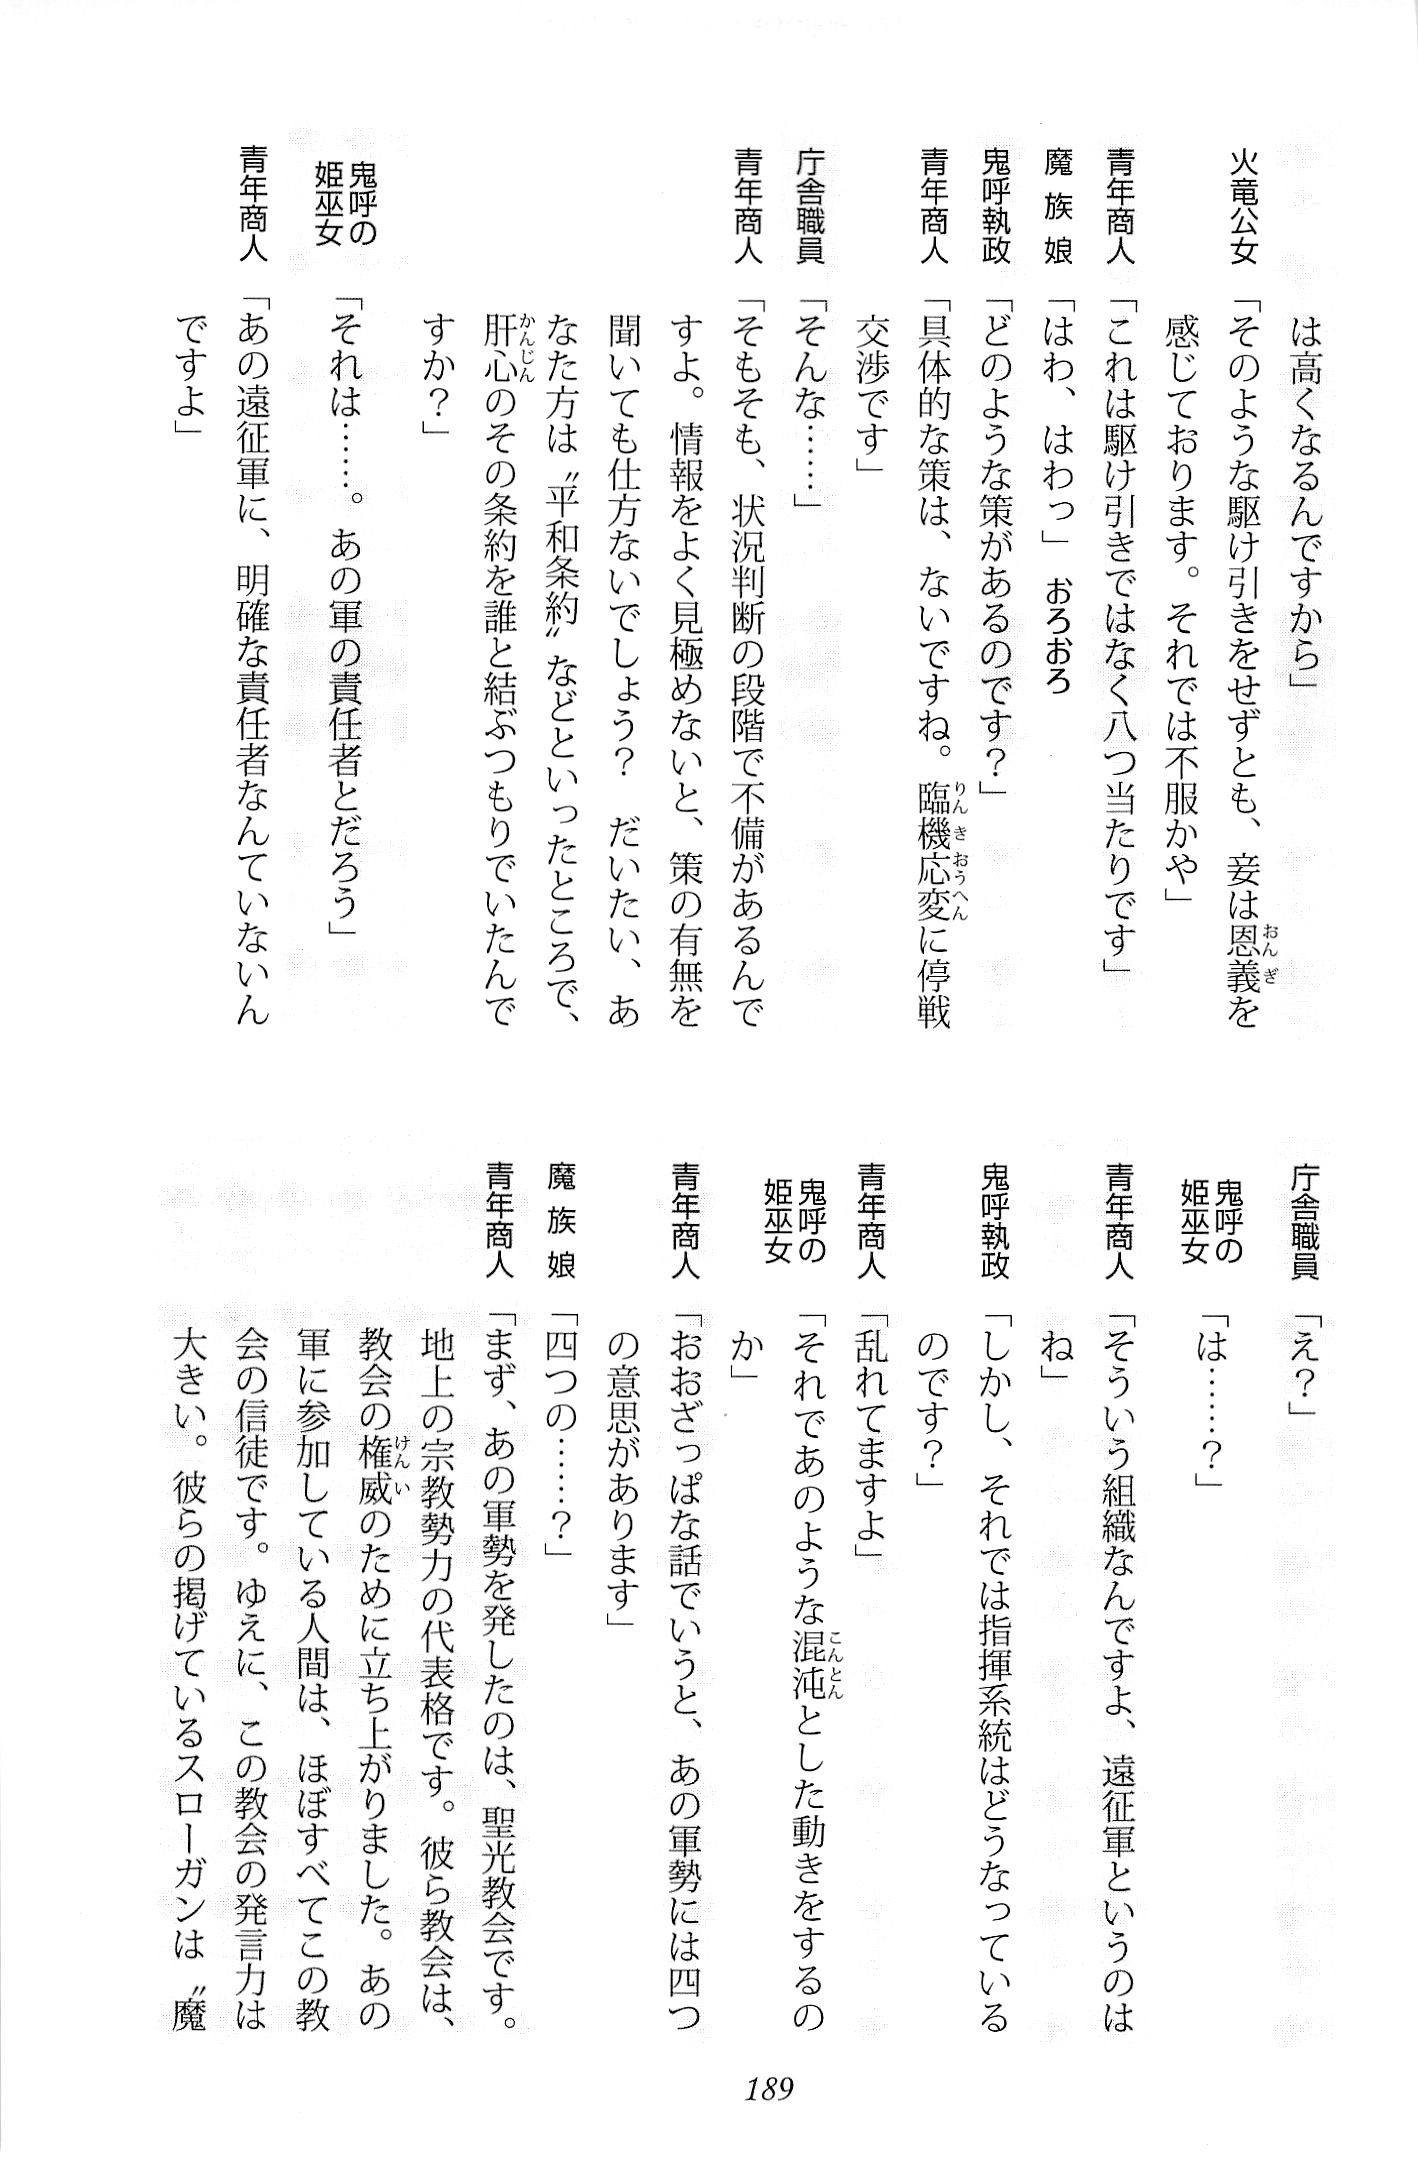 は高くなるんですから」
火竜公女「そのような駆け引きをせずとも、妾は恩義を
感じております。それでは不服かや」
青年商人「これは駆け引きではなく八つ当たりです」
魔族娘「はわ、はわっ」おろおろ
鬼呼執政「どのような策があるのです？」
青年商人「具体的な策は、ないですね。臨機応変に停戦
交渉です」
庁舎職員「そんな……」
青年商人「そもそも、状況判断の段階で不備があるんで
すよ。情報をよく見極めないと、策の有無を
聞いても仕方ないでしょう？　だいたい、あ
なた方は〝平和条約〟などといったところで、
肝心のその条約を誰と結ぶつもりでいたんで
すか？」
鬼呼の姫巫女「それは……。あの軍の責任者とだろう」
青年商人「あの遠征軍に、明確な責任者なんていないん
ですよ」
庁舎職員「え？」
鬼呼の姫巫女「は……？」
青年商人「そういう組織なんですよ、遠征軍というのは
ね」
鬼呼執政「しかし、それでは指揮系統はどうなっている
のです？」
青年商人「乱れてますよ」
鬼呼の姫巫女「それであのような混沌とした動きをするの
か」
青年商人「おおざっぱな話でいうと、あの軍勢には四つ
の意思があります」
魔族娘「四つの……？」
青年商人「まず、あの軍勢を発したのは、聖光教会です。
地上の宗教勢力の代表格です。彼ら教会は、
教会の権威のために立ち上がりました。あの
軍に参加している人間は、ほぼすべてこの教
会の信徒です。ゆえに、この教会の発言力は
大きい。彼らの掲げているスローガンは〝魔
189